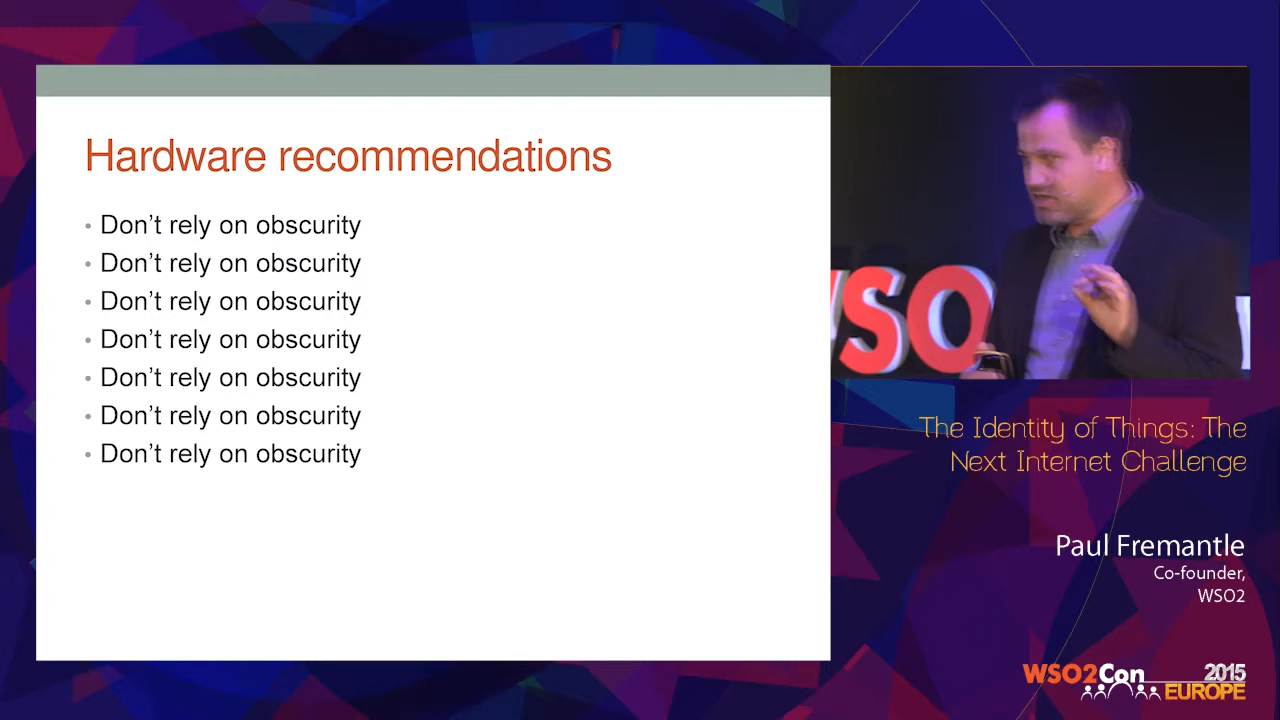 Hardware recommendations
• Don’t rely on obscurity
• Don’t rely on obscurity
• Don’t rely on obscurity
• Don’t rely on obscurity
• Don’t rely on obscurity
• Don’t rely on obscurity
• Don’t rely on obscurity
WSO
The Identity of Things: The
Next Internet Challenge
Paul Fremantle
Co-founder,
WSO2
WSO2Con 2015
EUROPE